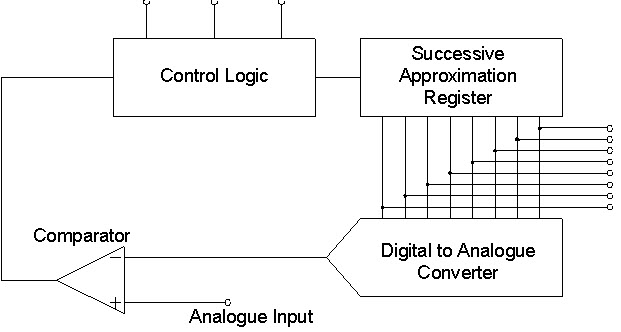 Control Logic
Successive
Approximation
Register
Comparator
−
+
Digital to Analogue
Converter
Analogue Input